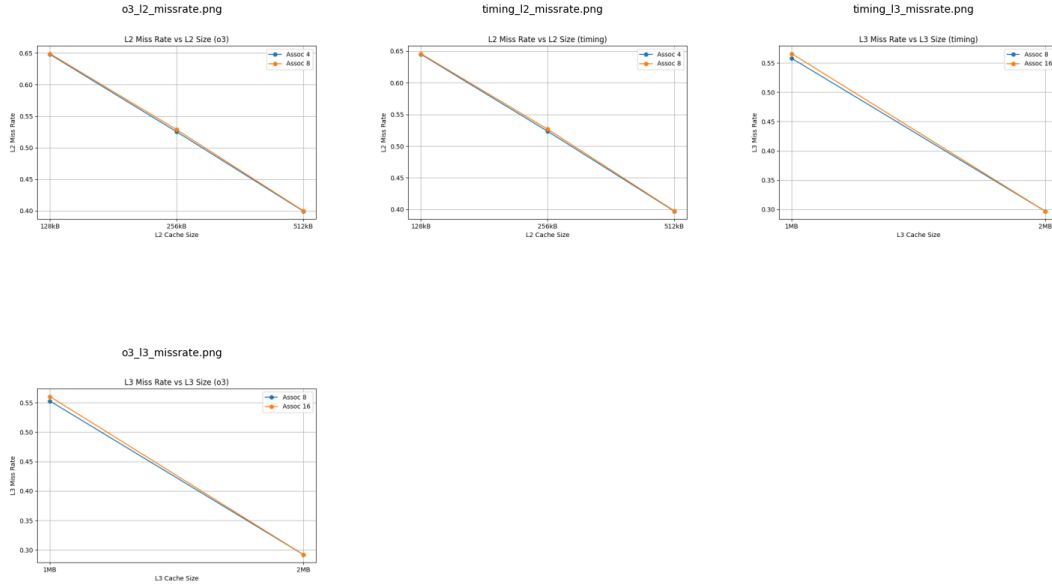 o3_l2_missrate.png
L2 Miss Rate vs L2 Size (o3)
Assoc 4
Assoc 8
L2 Miss Rate
0.65
0.60
0.55
0.50
0.45
0.40
128kB 256kB 512kB
L2 Cache Size
timing_l2_missrate.png
L2 Miss Rate vs L2 Size (timing)
Assoc 4
Assoc 8
L2 Miss Rate
0.65
0.60
0.55
0.50
0.45
0.40
128kB 256kB 512kB
L2 Cache Size
timing_l3_missrate.png
L3 Miss Rate vs L3 Size (timing)
Assoc 8
Assoc 16
L3 Miss Rate
0.55
0.50
0.45
0.40
0.35
0.30
1MB 2MB
L3 Cache Size
o3_l3_missrate.png
L3 Miss Rate vs L3 Size (o3)
Assoc 8
Assoc 16
L3 Miss Rate
0.55
0.50
0.45
0.40
0.35
0.30
1MB 2MB
L3 Cache Size